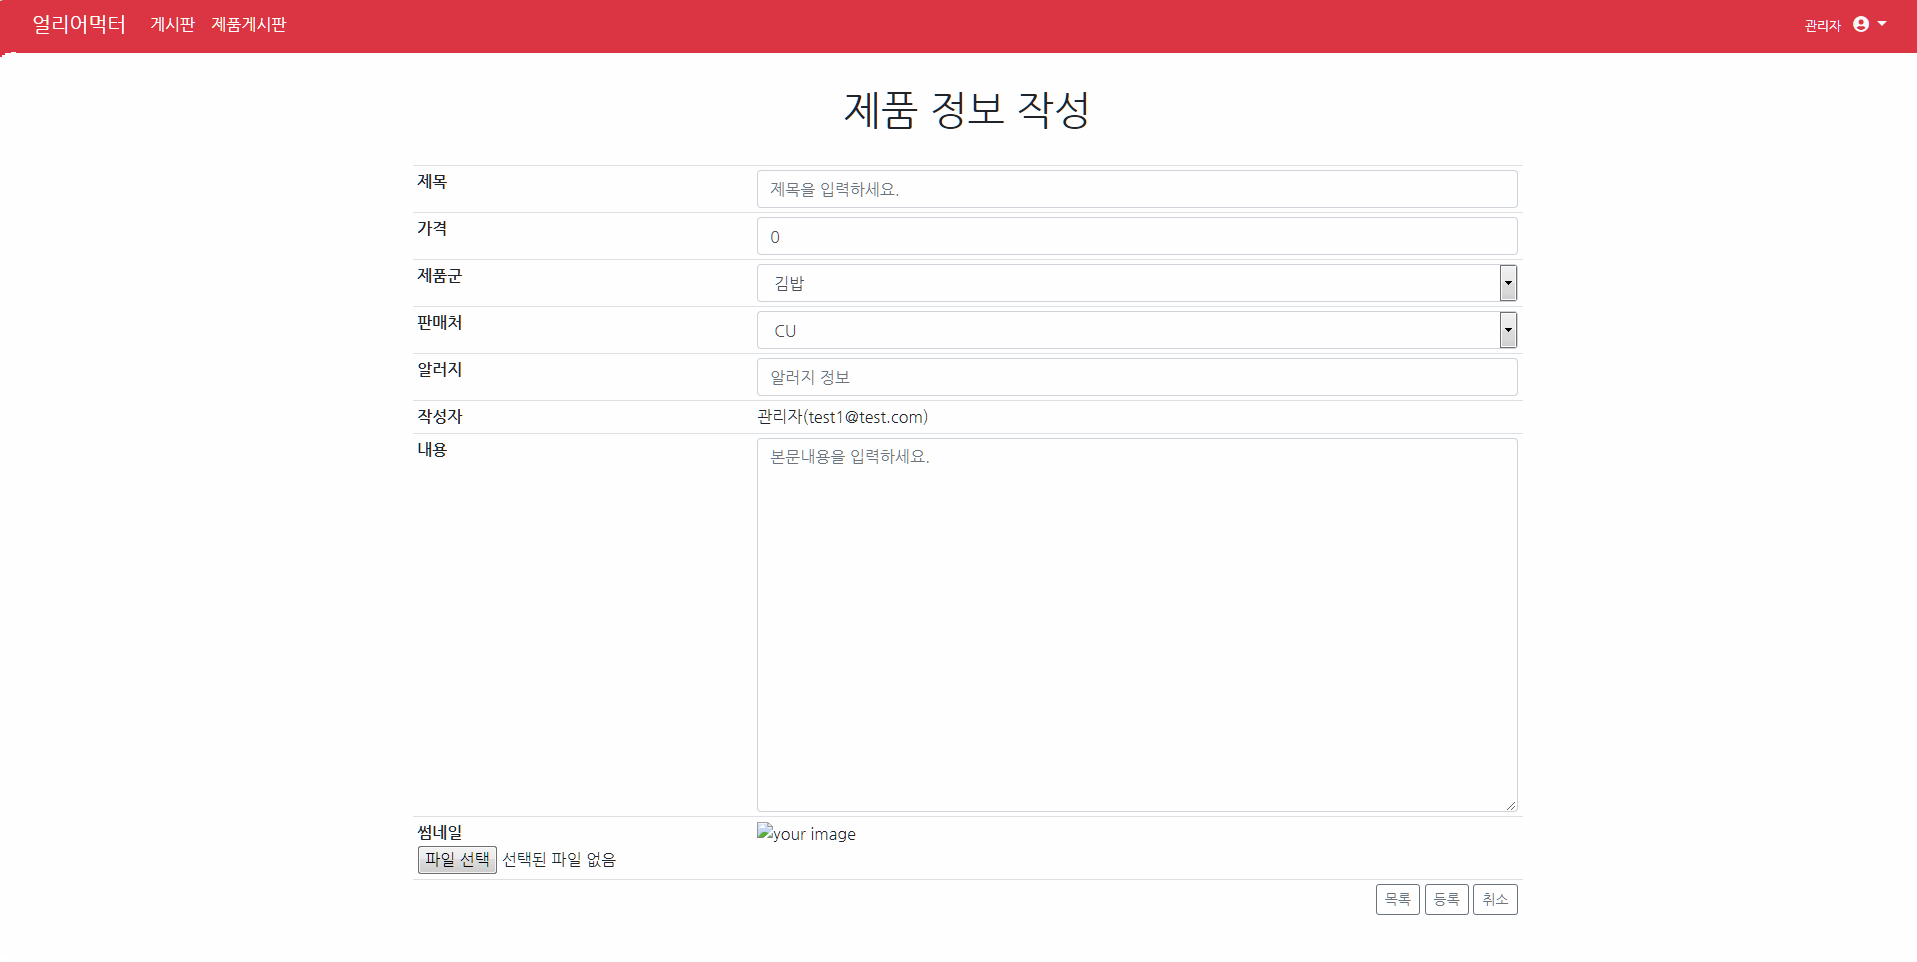 얼리어먹터 게시판 제품게시판 관리자
제품 정보 작성
제목 제목을 입력하세요.
가격 0
제품군 김밥
판매처 CU
알러지 알러지 정보
작성자 관리자(test1@test.com)
내용 본문내용을 입력하세요.
썸네일 your image
파일 선택 선택된 파일 없음
목록 등록 취소